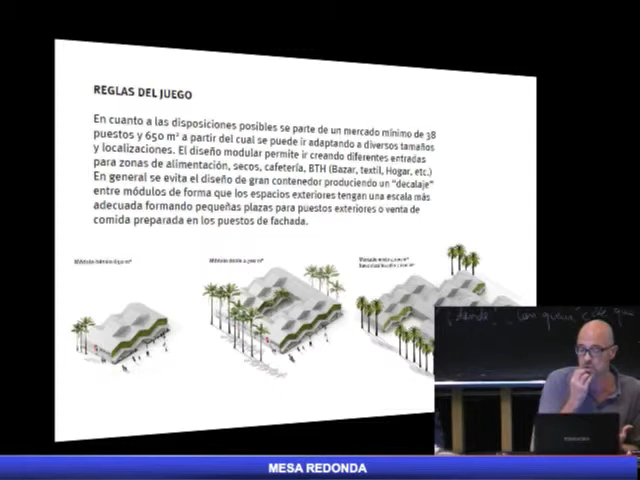 REGLAS DEL JUEGO
En cuanto a las disposiciones posibles se parte de un mercado mínimo de 38
puestos y 650 m² a partir del cual se puede ir adaptando a diversos tamaños
y localizaciones. El diseño modular permite ir creando diferentes entradas
para zonas de alimentación, secos, cafetería, BTH (Bazar, textil, Hogar, etc.)
En general se evita el diseño de gran contenedor produciendo un "decalaje"
entre módulos de forma que los espacios exteriores tengan una escala más
adecuada formando pequeñas plazas para puestos exteriores o venta de
comida preparada en los puestos de fachada.
MESA REDONDA